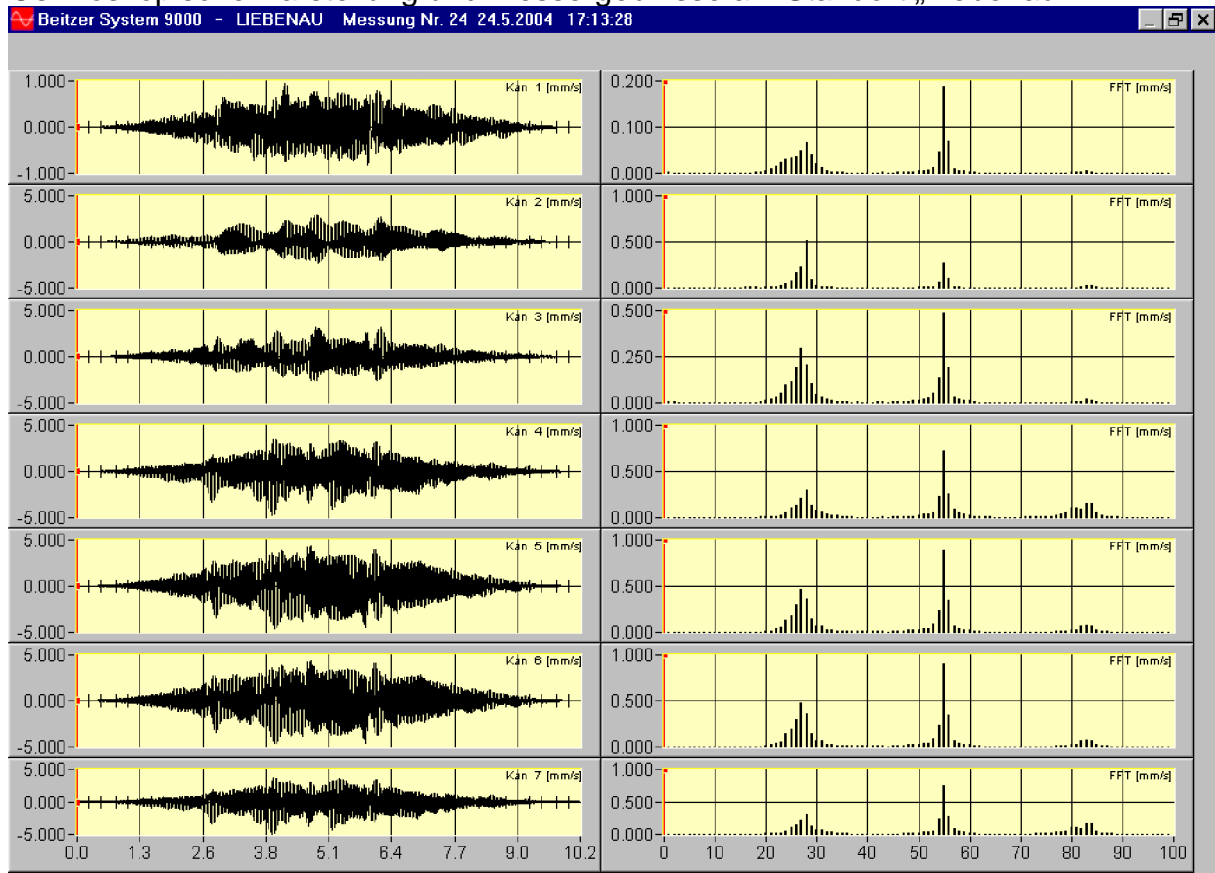 Beitzer System 9000 - LIEBENAU Messung Nr. 24 24.5.2004 17:13:28
1.000
0.000
-1.000
Kan 1 [mm/s]
0.200
0.100
0.000
FFT [mm/s]
5.000
0.000
-5.000
Kan 2 [mm/s]
1.000
0.500
0.000
FFT [mm/s]
5.000
0.000
-5.000
Kan 3 [mm/s]
0.500
0.250
0.000
FFT [mm/s]
5.000
0.000
-5.000
Kan 4 [mm/s]
1.000
0.500
0.000
FFT [mm/s]
5.000
0.000
-5.000
Kan 5 [mm/s]
1.000
0.500
0.000
FFT [mm/s]
5.000
0.000
-5.000
Kan 6 [mm/s]
1.000
0.500
0.000
FFT [mm/s]
5.000
0.000
-5.000
Kan 7 [mm/s]
1.000
0.500
0.000
FFT [mm/s]
0.0 1.3 2.6 3.8 5.1 6.4 7.7 9.0 10.2
0 10 20 30 40 50 60 70 80 90 100